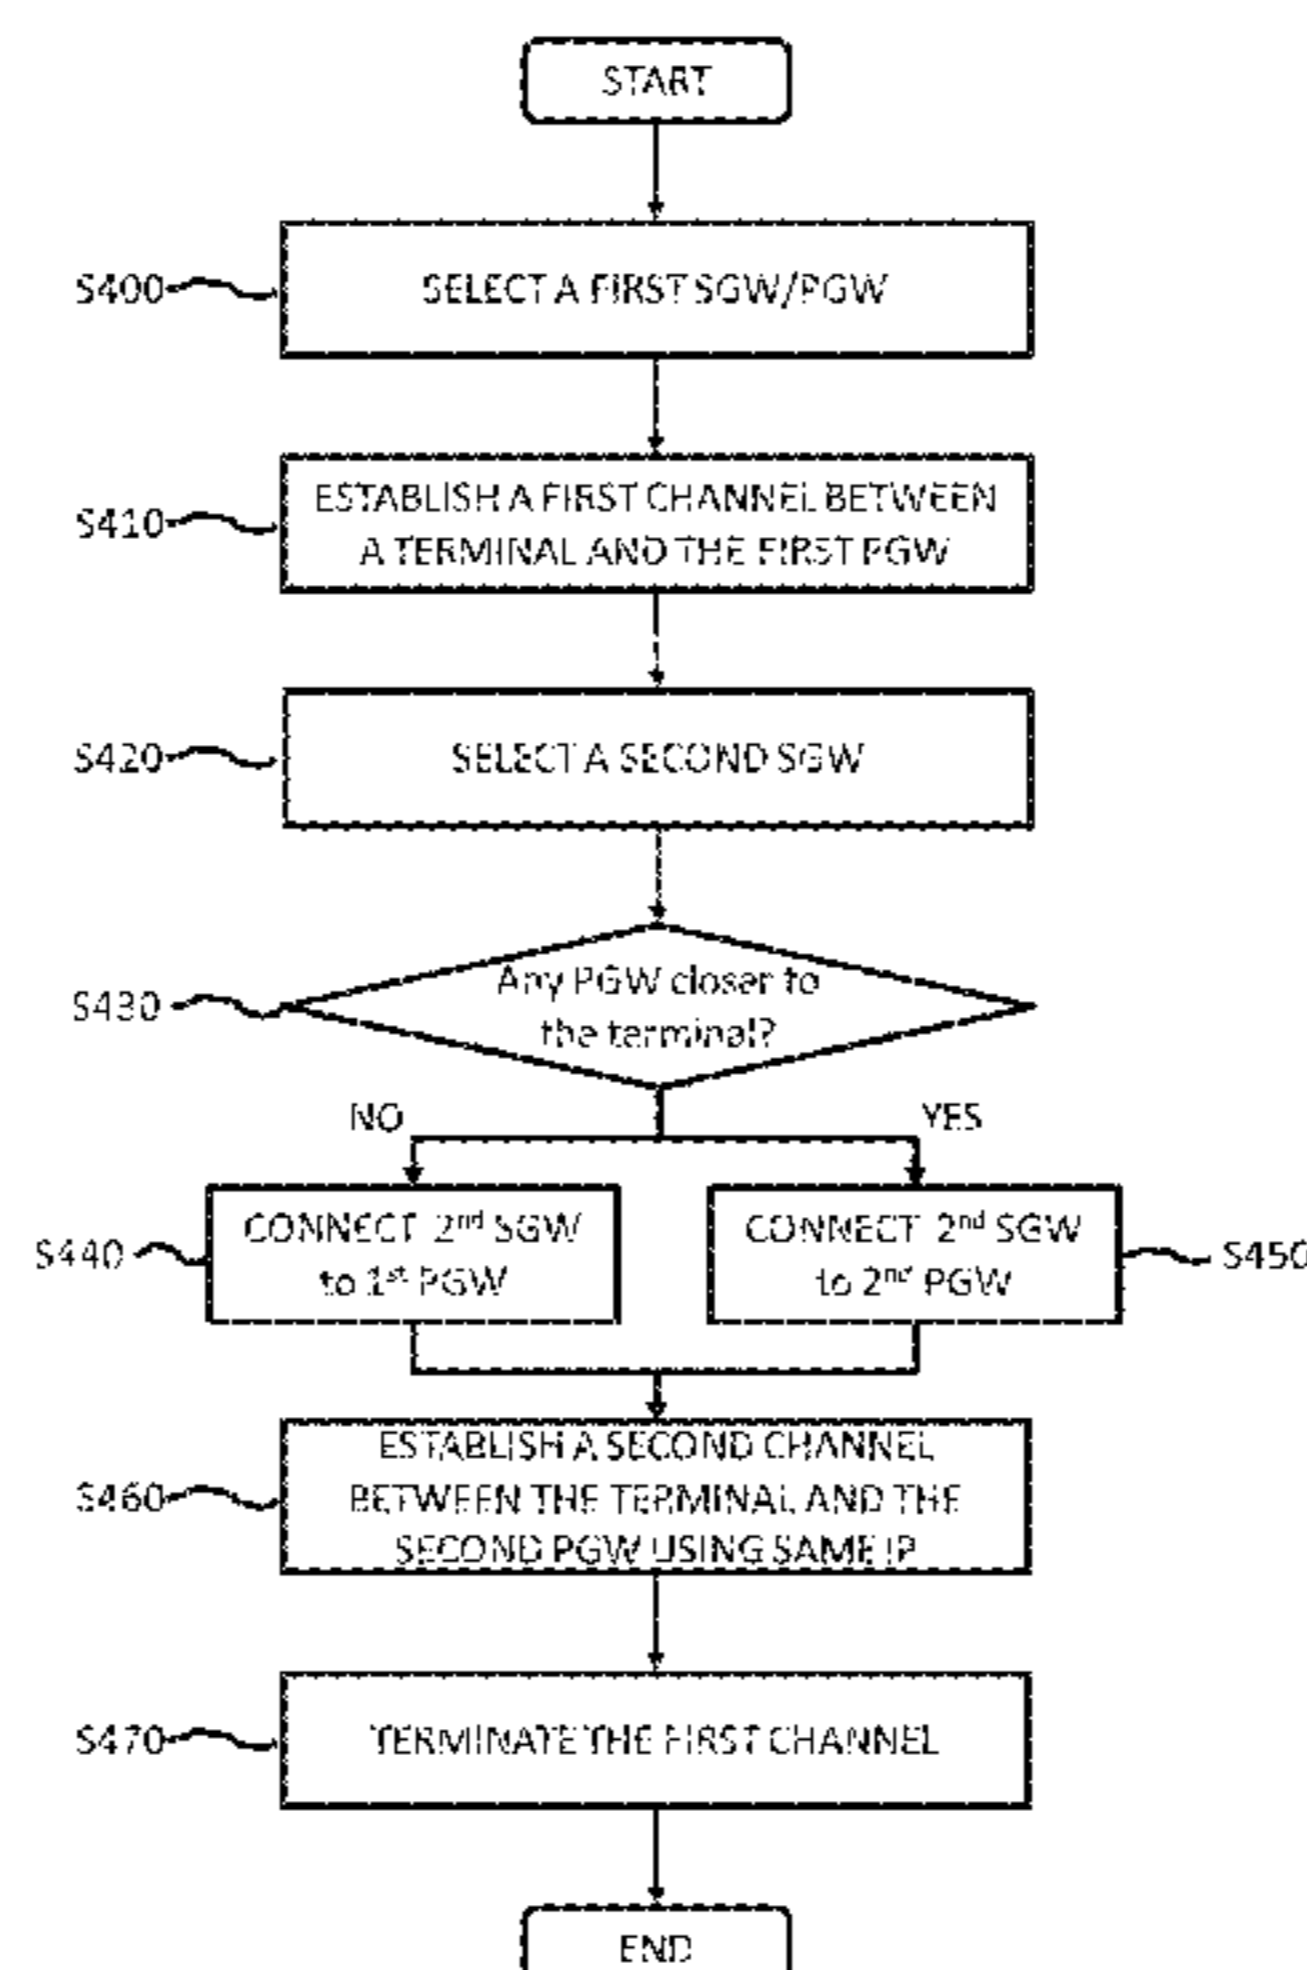 START
S400
SELECT A FIRST SGW/PGW
S410
ESTABLISH A FIRST CHANNEL BETWEEN
A TERMINAL AND THE FIRST PGW
S420
SELECT A SECOND SGW
S430
Any PGW closer to
the terminal?
NO
YES
S440
CONNECT 2nd SGW
to 1st PGW
CONNECT 2nd SGW
to 2nd PGW
S450
S460
ESTABLISH A SECOND CHANNEL
BETWEEN THE TERMINAL AND THE
SECOND PGW USING SAME IP
S470
TERMINATE THE FIRST CHANNEL
END